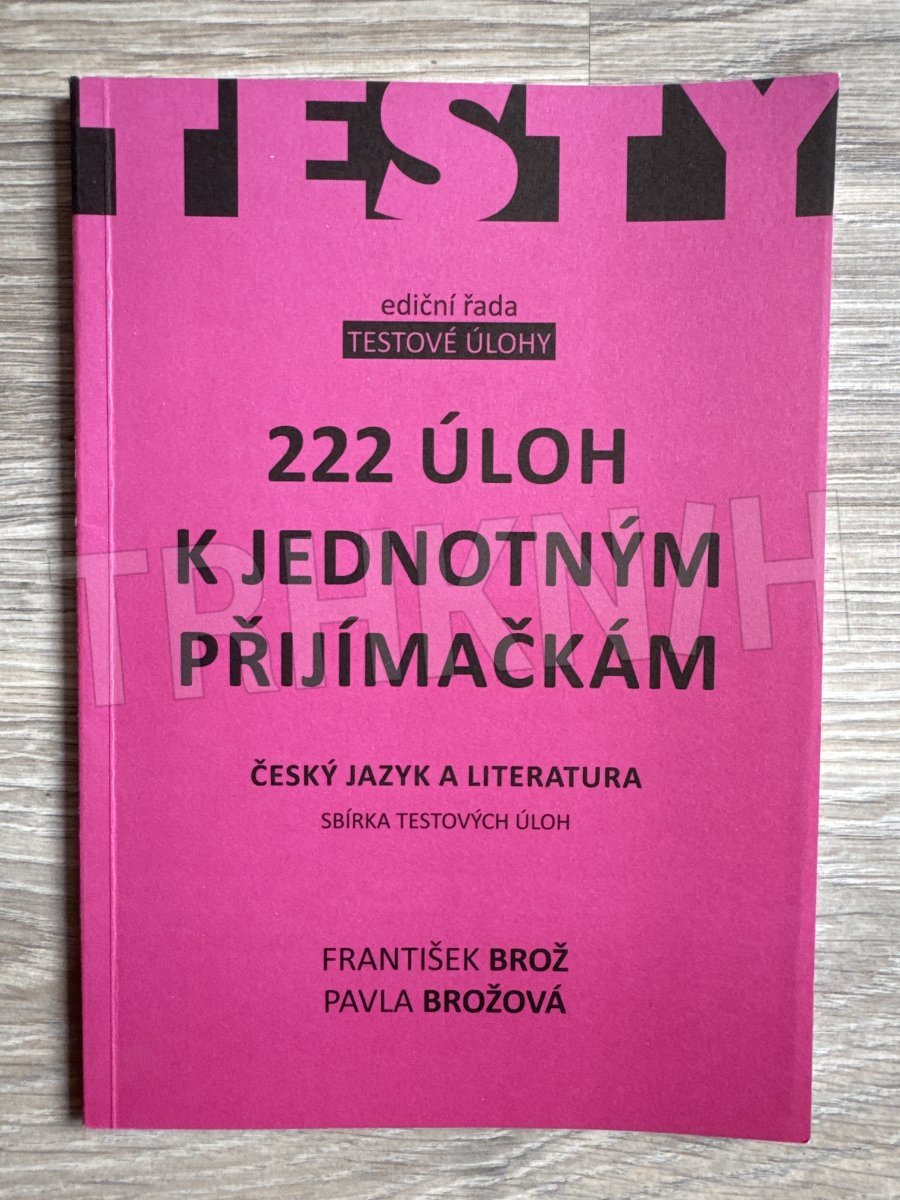 TESTY
ediční řada
TESTOVÉ ÚLOHY
222 ÚLOH
K JEDNOTNÝM
PŘIJÍMAČKÁM
TRHKNIH
ČESKÝ JAZYK A LITERATURA
SBÍRKA TESTOVÝCH ÚLOH
FRANTIŠEK BROŽ
PAVLA BROŽOVÁ